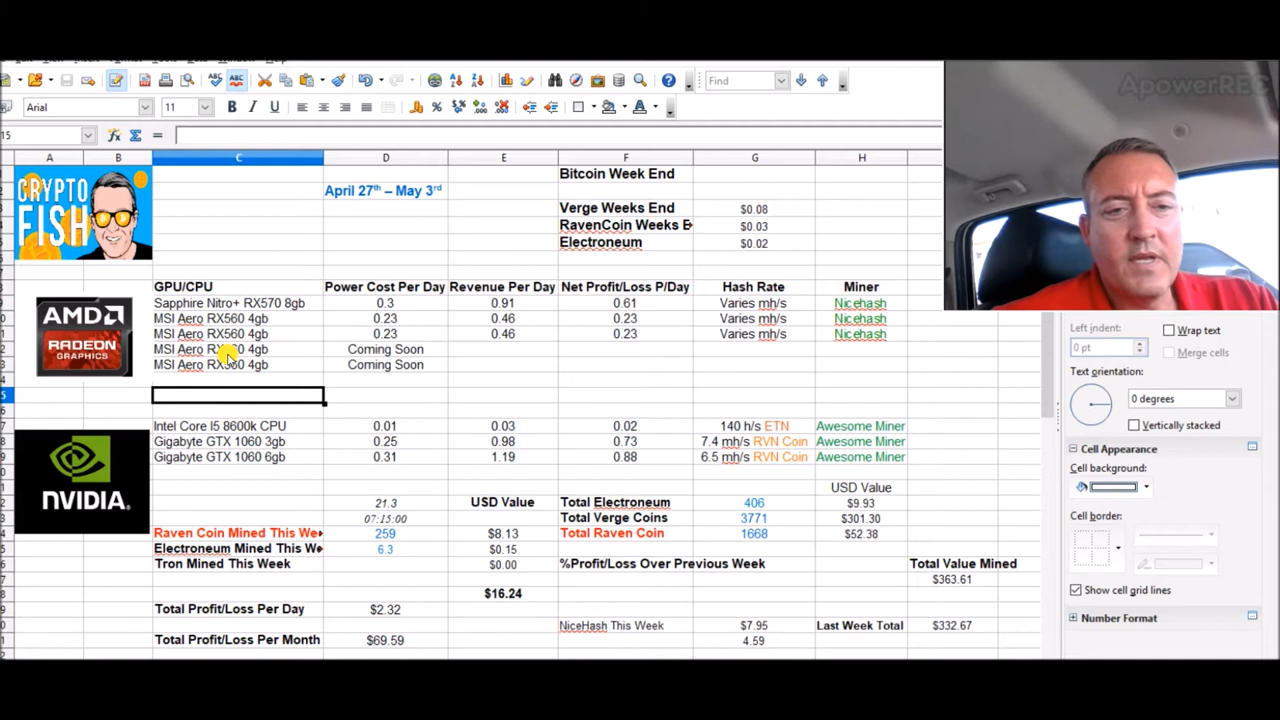 ApowerREC
Find
Arial
11
15
A B C D E F G H
CRYPTO
FISH
April 27th – May 3rd
Bitcoin Week End
Verge Weeks End $0.08
RavenCoin Weeks E $0.03
Electroneum $0.02
GPU/CPU Power Cost Per Day Revenue Per Day Net Profit/Loss P/Day Hash Rate Miner
Sapphire Nitro+ RX570 8gb 0.3 0.91 0.61 Varies mh/s Nicehash
MSI Aero RX560 4gb 0.23 0.46 0.23 Varies mh/s Nicehash
MSI Aero RX560 4gb 0.23 0.46 0.23 Varies mh/s Nicehash
MSI Aero 4gb Coming Soon
MSI Aero RX560 4gb Coming Soon
AMD
RADEON
GRAPHICS
Intel Core I5 8600k CPU 0.01 0.03 0.02 140 h/s ETN Awesome Miner
Gigabyte GTX 1060 3gb 0.25 0.98 0.73 7.4 mh/s RVN Coin Awesome Miner
Gigabyte GTX 1060 6gb 0.31 1.19 0.88 6.5 mh/s RVN Coin Awesome Miner
NVIDIA
USD Value
21.3 USD Value Total Electroneum 406 $9.93
07:15:00 Total Verge Coins 3771 $301.30
Raven Coin Mined This We 259 $8.13 Total Raven Coin 1668 $52.38
Electroneum Mined This W 6.3 $0.15
Tron Mined This Week $0.00 %Profit/Loss Over Previous Week Total Value Mined
$363.61
$16.24
Total Profit/Loss Per Day $2.32
NiceHash This Week $7.95 Last Week Total $332.67
Total Profit/Loss Per Month $69.59 4.59
Left indent:
0 pt
Wrap text
Merge cells
Text orientation:
0 degrees
Vertically stacked
Cell Appearance
Cell background:
Cell border:
Show cell grid lines
Number Format